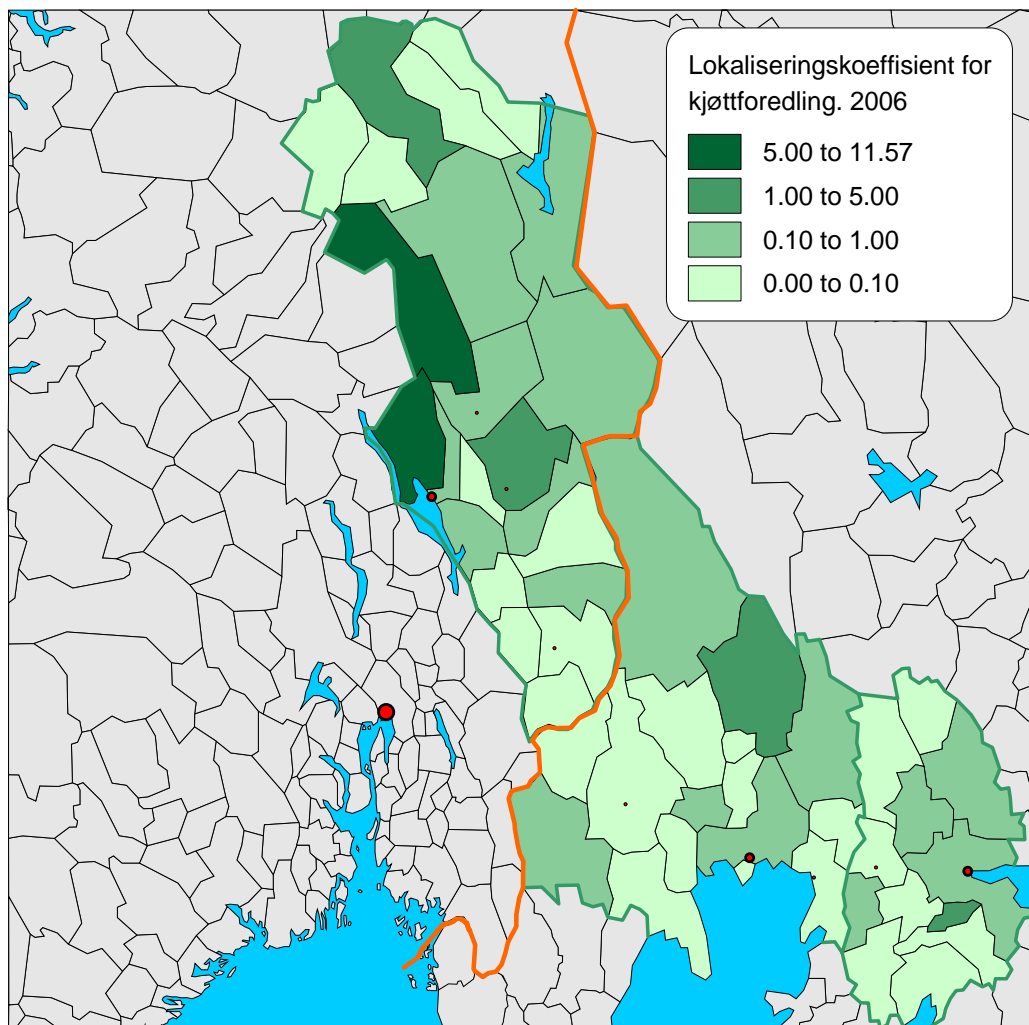 Lokaliseringskoeffisient for
kjøttforedling. 2006
5.00 to 11.57
1.00 to 5.00
0.10 to 1.00
0.00 to 0.10